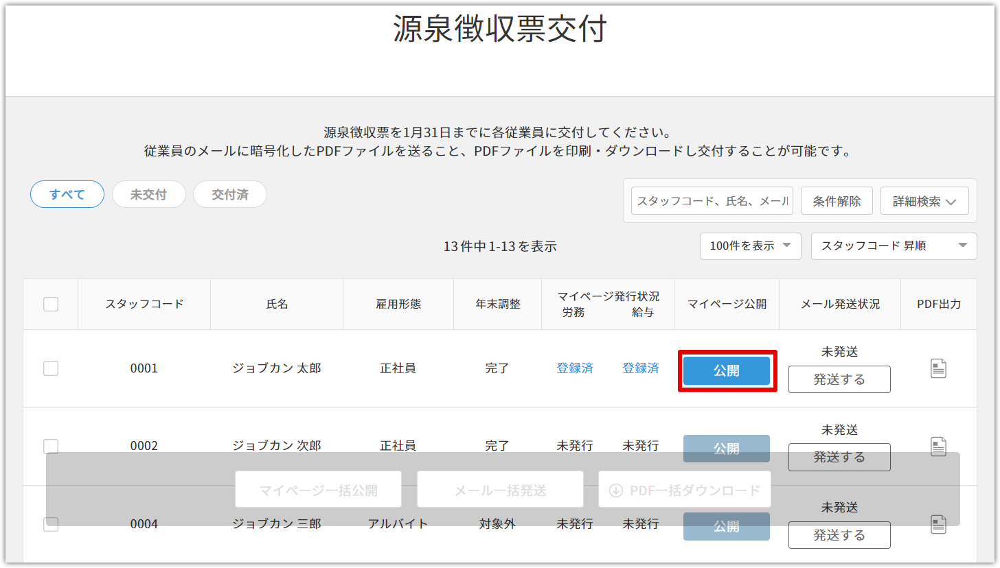 源泉徴収票交付
源泉徴収票を1月31日までに各従業員に交付してください。
従業員のメールに暗号化したPDFファイルを送ること、PDFファイルを印刷・ダウンロードし交付することが可能です。
すべて 未交付 交付済
スタッフコード、氏名、メール 条件解除 詳細検索
13件中1-13を表示 100件を表示 スタッフコード 昇順
スタッフコード 氏名 雇用形態 年末調整 マイページ発行状況 マイページ公開 メール発送状況 PDF出力
労務 給与
未発送
0001 ジョブカン 太郎 正社員 完了 登録済 登録済 公開
発送する
未発送
0002 ジョブカン 次郎 正社員 完了 未発行 未発行 公開
発送する
マイページ一括公開 メール一括発送 PDF一括ダウンロード
未発送
0004 ジョブカン 三郎 アルバイト 対象外 未発行 未発行 公開
発送する